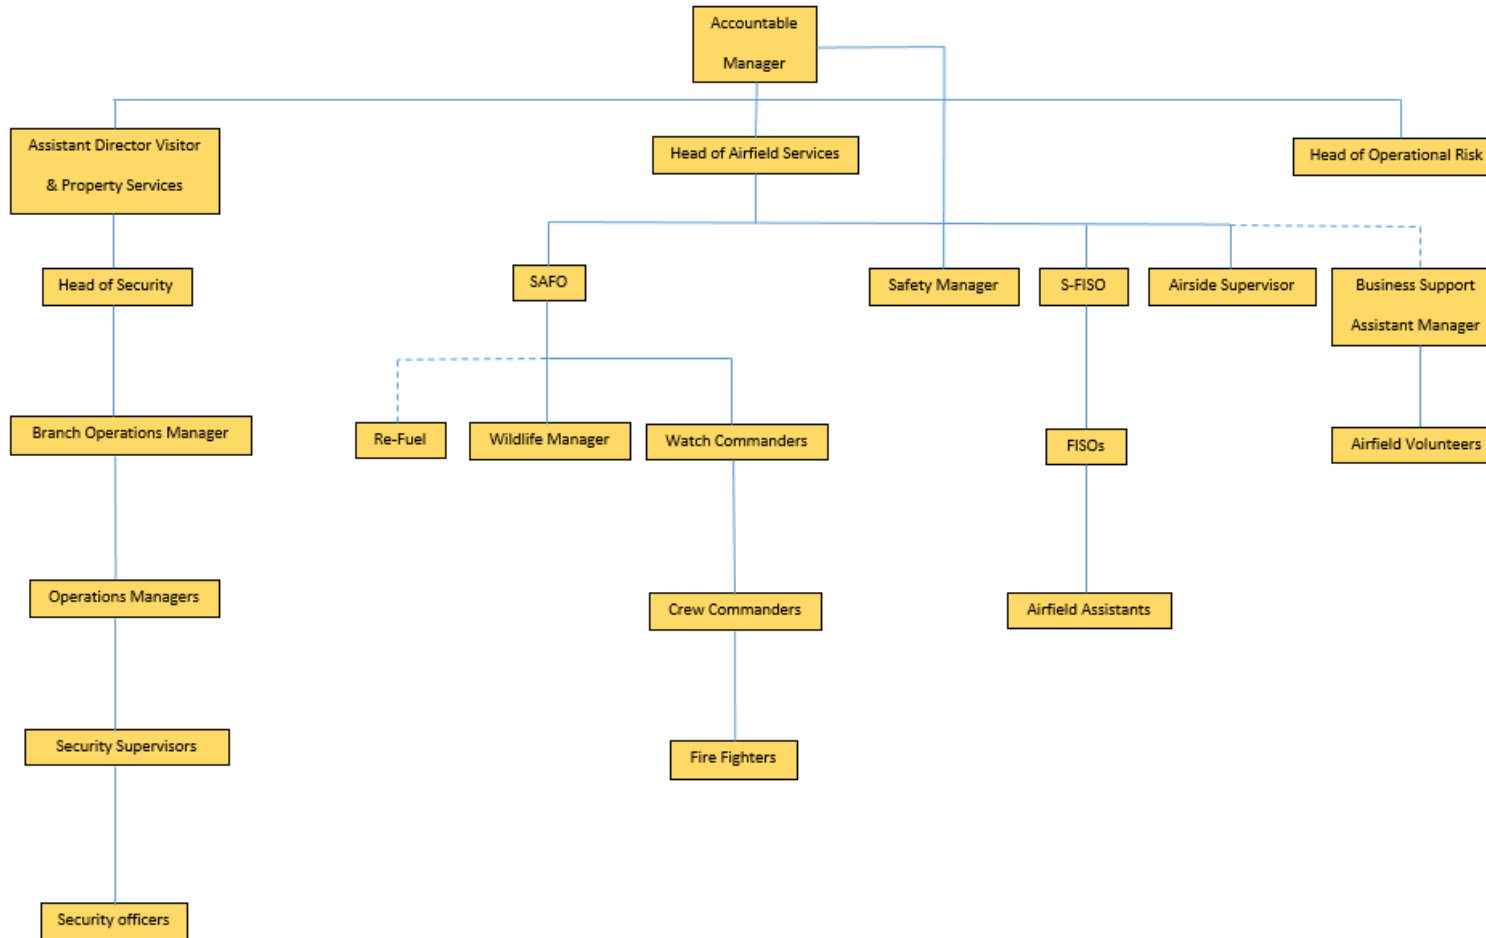 Accountable
Manager
Assistant Director Visitor
& Property Services
Head of Airfield Services
Head of Operational Risk
Head of Security
SAFO
Safety Manager
S-FISO
Airside Supervisor
Business Support
Assistant Manager
Branch Operations Manager
Re-Fuel
Wildlife Manager
Watch Commanders
FISOs
Airfield Volunteers
Operations Managers
Crew Commanders
Airfield Assistants
Security Supervisors
Fire Fighters
Security officers